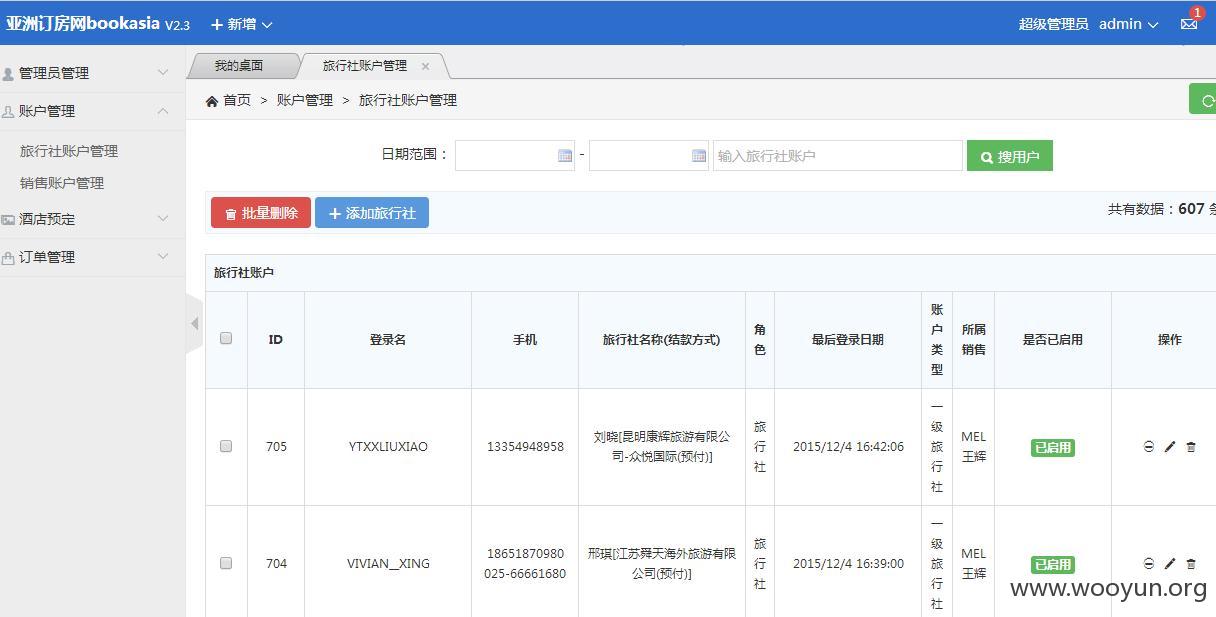 亚洲订房网bookasia V2.3 + 新增 超级管理员 admin 1
我的桌面 旅行社账户管理 ×
管理员管理
账户管理
旅行社账户管理
销售账户管理
酒店预定
订单管理
首页 > 账户管理 > 旅行社账户管理
日期范围： - 输入旅行社账户 搜用户
批量删除 + 添加旅行社 共有数据：607 条
旅行社账户
ID 登录名 手机 旅行社名称(结款方式) 角色 最后登录日期 账户类型 所属销售 是否已启用 操作
705 YTXXLIUXIAO 13354948958 刘晓[昆明康辉旅游有限公司-众悦国际(预付)] 旅行社 2015/12/4 16:42:06 一级旅行社 MEL王辉 已启用
704 VIVIAN__XING 18651870980 025-66661680 邢琪[江苏舜天海外旅游有限公司(预付)] 旅行社 2015/12/4 16:39:00 一级旅行社 MEL王辉 已启用
www.wooyun.org